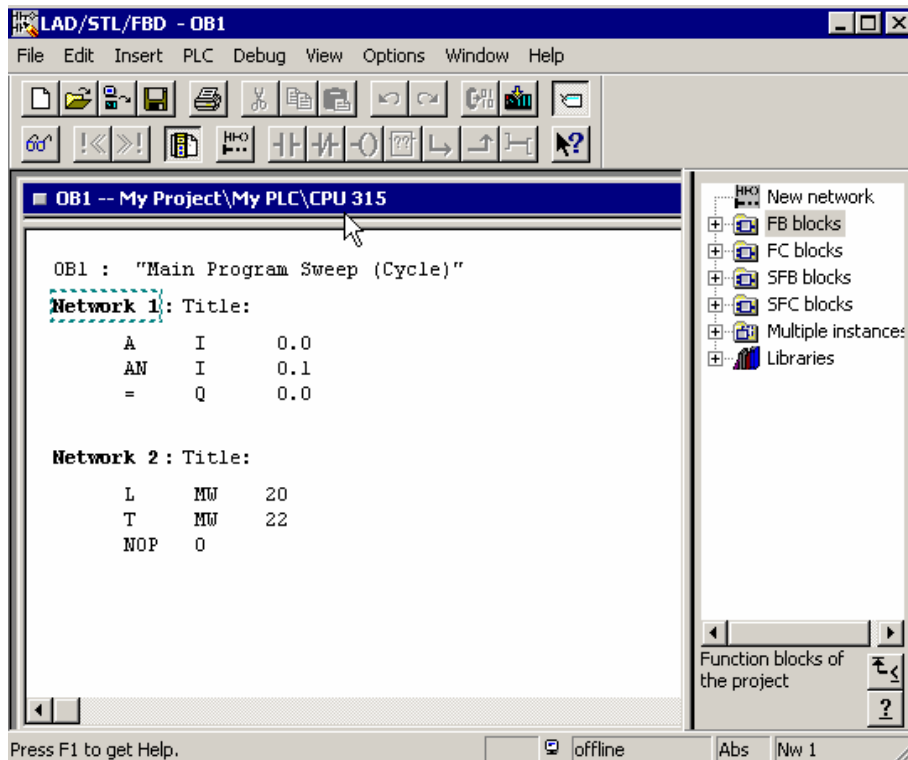 LAD/STL/FBD - OB1
File Edit Insert PLC Debug View Options Window Help
OB1 -- My Project\My PLC\CPU 315
OB1 : "Main Program Sweep (Cycle)"
Network 1: Title:
A I 0.0
AN I 0.1
= Q 0.0
Network 2: Title:
L MW 20
T MW 22
NOP 0
New network
FB blocks
FC blocks
SFB blocks
SFC blocks
Multiple instances
Libraries
Function blocks of
the project
Press F1 to get Help.
offline
Abs
Nw 1